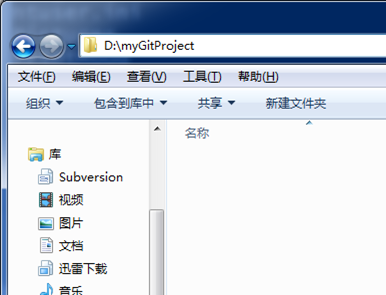 D:\myGitProject
文件(F) 编辑(E) 查看(V) 工具(T) 帮助(H)
组织 包含到库中 共享 新建文件夹
名称
库
Subversion
视频
图片
文档
迅雷下载
音乐